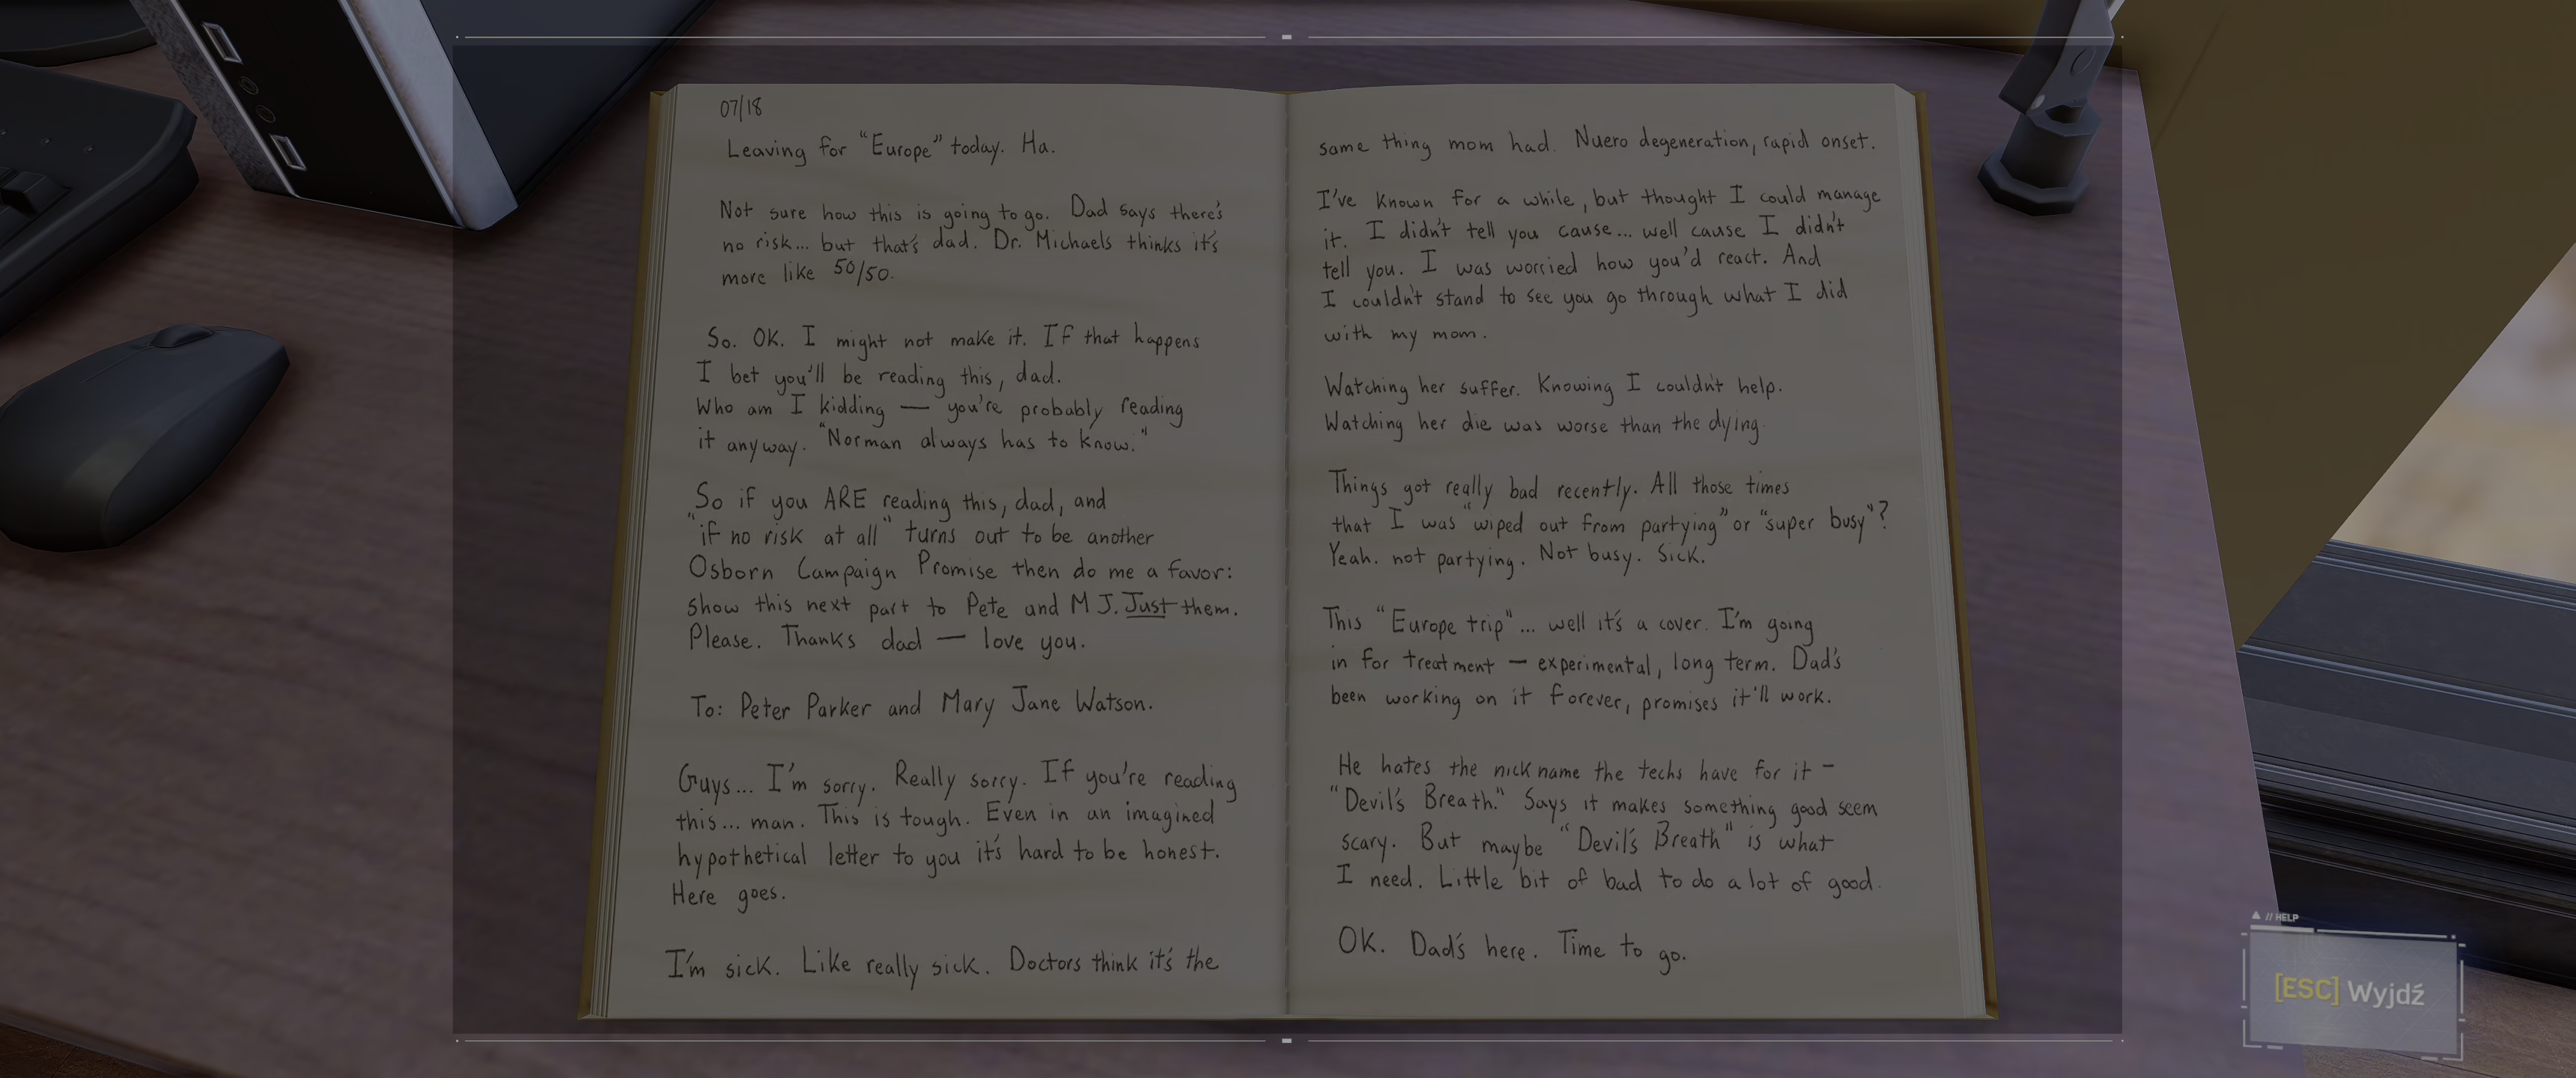 07/18
Leaving for "Europe" today. Ha.
Not sure how this is going to go. Dad says there's
no risk... but that's dad. Dr. Michaels thinks it's
more like 50/50.
So. OK. I might not make it. If that happens
I bet you'll be reading this, dad.
Who am I kidding — you're probably reading
it anyway. "Norman always has to know."
So if you ARE reading this, dad, and
"if no risk at all" turns out to be another
Osborn Campaign Promise then do me a favor:
show this next part to Pete and MJ. Just them.
Please. Thanks dad — love you.
To: Peter Parker and Mary Jane Watson.
Guys... I'm sorry. Really sorry. If you're reading
this... man. This is tough. Even in an imagined
hypothetical letter to you it's hard to be honest.
Here goes.
I'm sick. Like really sick. Doctors think it's the
same thing mom had. Nuero degeneration, rapid onset.
I've known for a while, but thought I could manage
it. I didn't tell you cause... well cause I didn't
tell you. I was worried how you'd react. And
I couldn't stand to see you go through what I did
with my mom.
Watching her suffer. Knowing I couldn't help.
Watching her die was worse than the dying.
Things got really bad recently. All those times
that I was "wiped out from partying" or "super busy"?
Yeah. not partying. Not busy. Sick.
This "Europe trip"... well it's a cover. I'm going
in for treatment — experimental, long term. Dad's
been working on it forever, promises it'll work.
He hates the nickname the techs have for it -
"Devil's Breath." Says it makes something good seem
scary. But maybe "Devil's Breath" is what
I need. Little bit of bad to do a lot of good.
OK. Dad's here. Time to go.
// HELP
[ESC] Wyjdź